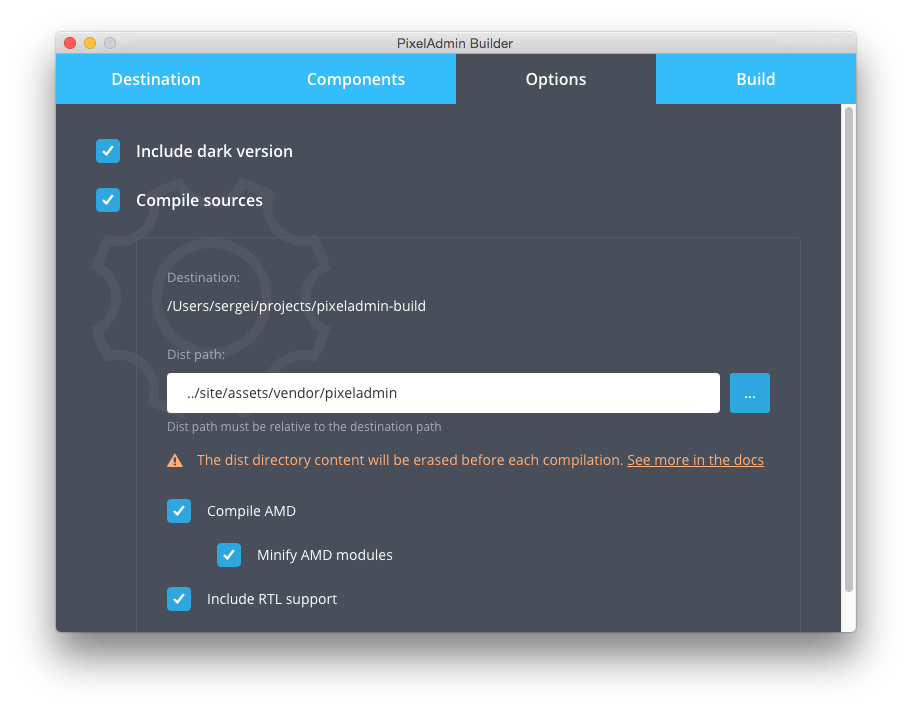 PixelAdmin Builder
Destination Components Options Build
Include dark version
Compile sources
Destination:
/Users/sergei/projects/pixeladmin-build
Dist path:
../site/assets/vendor/pixeladmin
...
Dist path must be relative to the destination path
The dist directory content will be erased before each compilation. See more in the docs
Compile AMD
Minify AMD modules
Include RTL support